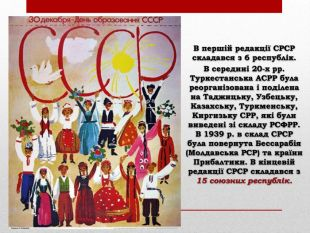 30 декабря-День образования СССР
СССР
В першій редакції СРСР
складався з 6 республік.
В середині 20-х рр.
Туркестанська АСРР була
реорганізована і поділена
на Таджицьку, Узбецьку,
Казахську, Туркменську,
Киргизьку СРР, які були
виведені зі складу РСФРР.
В 1939 р. в склад СРСР
була повернута Бессарабія
(Молдавська РСР) та країни
Прибалтики. В кінцевій
редакції СРСР складався з
15 союзних республік.